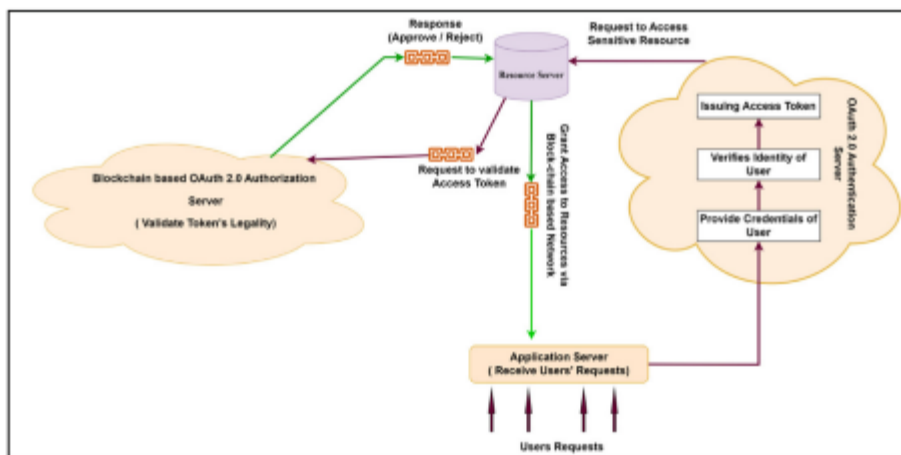 Response
(Approve / Reject)
Request to Access
Sensitive Resource
Resource Server
Issuing Access Token
OAuth 2.0 Authentication
Server
Verifies Identity of
User
Provide Credentials of
User
Request to validate
Access Token
Grant Access to Resources via
Block-chain based Network
Blockchain based OAuth 2.0 Authorization
Server
( Validate Token's Legality)
Application Server
( Receive Users' Requests)
Users Requests